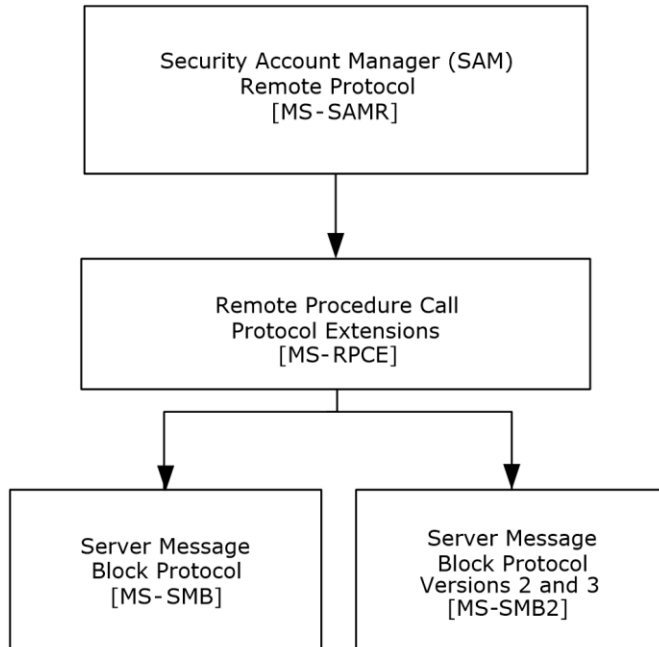 Security Account Manager (SAM)
Remote Protocol
[MS-SAMR]
Remote Procedure Call
Protocol Extensions
[MS-RPCE]
Server Message
Block Protocol
[MS-SMB]
Server Message
Block Protocol
Versions 2 and 3
[MS-SMB2]